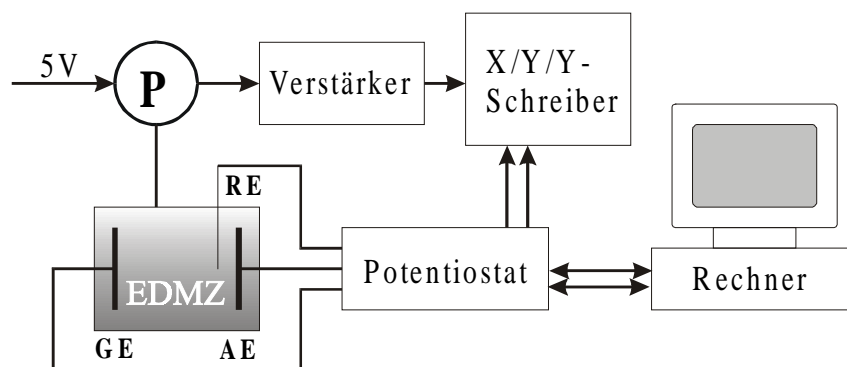 5V
P
Verstärker
X/Y/Y-
Schreiber
RE
EDMZ
Potentiostat
Rechner
GE
AE